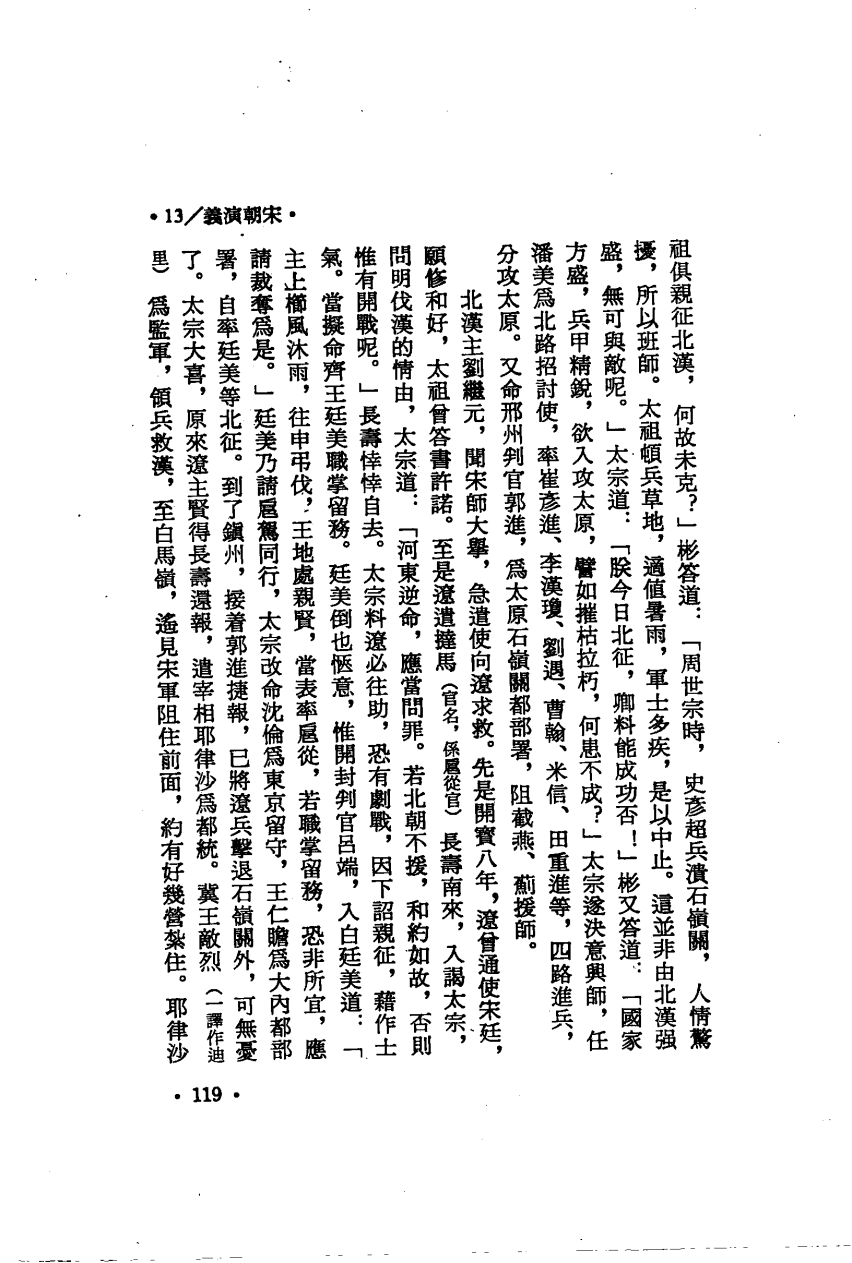 •13／義演朝宋•
祖俱親征北漢，何故未克？」彬答道：「周世宗時，史彥超兵潰石嶺關，人情驚
擾，所以班師。太祖頓兵草地，適值暑雨，軍士多疾，是以中止。這並非由北漢强
盛，無可與敵呢。」太宗道：「朕今日北征，卿料能成功否！」彬又答道：「國家
方盛，兵甲精銳，欲入攻太原，譬如摧枯拉朽，何患不成？」太宗遂決意興師，任
潘美爲北路招討使，率崔彥進、李漢瓊、劉遇、曹翰、米信、田重進等，四路進兵，
分攻太原。又命邢州判官郭進，爲太原石嶺關都部署，阻截燕、薊援師。
北漢主劉繼元，聞宋師大舉，急遣使向遼求救。先是開寶八年，遼曾通使宋廷，
願修和好，太祖曾答書許諾。至是遼遣撻馬（官名，係扈從官）長壽南來，入謁太宗，
問明伐漢的情由，太宗道：「河東逆命，應當問罪。若北朝不援，和約如故，否則
惟有開戰呢。」長壽悻悻自去。太宗料遼必往助，恐有劇戰，因下詔親征，藉作士
氣。當擬命齊王廷美職掌留務。廷美倒也愜意，惟開封判官呂端，入白廷美道：「
主上櫛風沐雨，往申弔伐，王地處親賢，當表率扈從，若職掌留務，恐非所宜，應
請裁奪爲是。」廷美乃請扈駕同行，太宗改命沈倫爲東京留守，王仁贍爲大內都部
署，自率廷美等北征。到了鎮州，接着郭進捷報，已將遼兵擊退石嶺關外，可無憂
了。太宗大喜，原來遼主賢得長壽還報，遣宰相耶律沙爲都統。冀王敵烈（一譯作迪
里）爲監軍，領兵救漢，至白馬嶺，遙見宋軍阻住前面，約有好幾營紮住。耶律沙
•119•